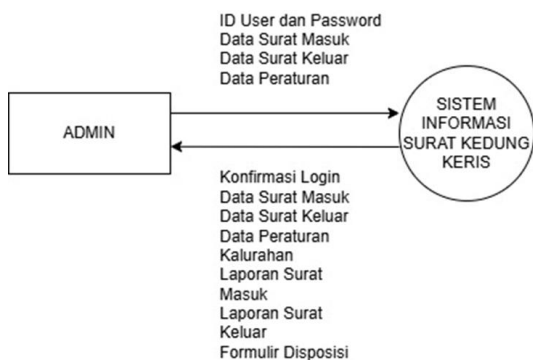 ID User dan Password
Data Surat Masuk
Data Surat Keluar
Data Peraturan
ADMIN
SISTEM
INFORMASI
SURAT KEDUNG
KERIS
Konfirmasi Login
Data Surat Masuk
Data Surat Keluar
Data Peraturan
Kalurahan
Laporan Surat
Masuk
Laporan Surat
Keluar
Formulir Disposisi